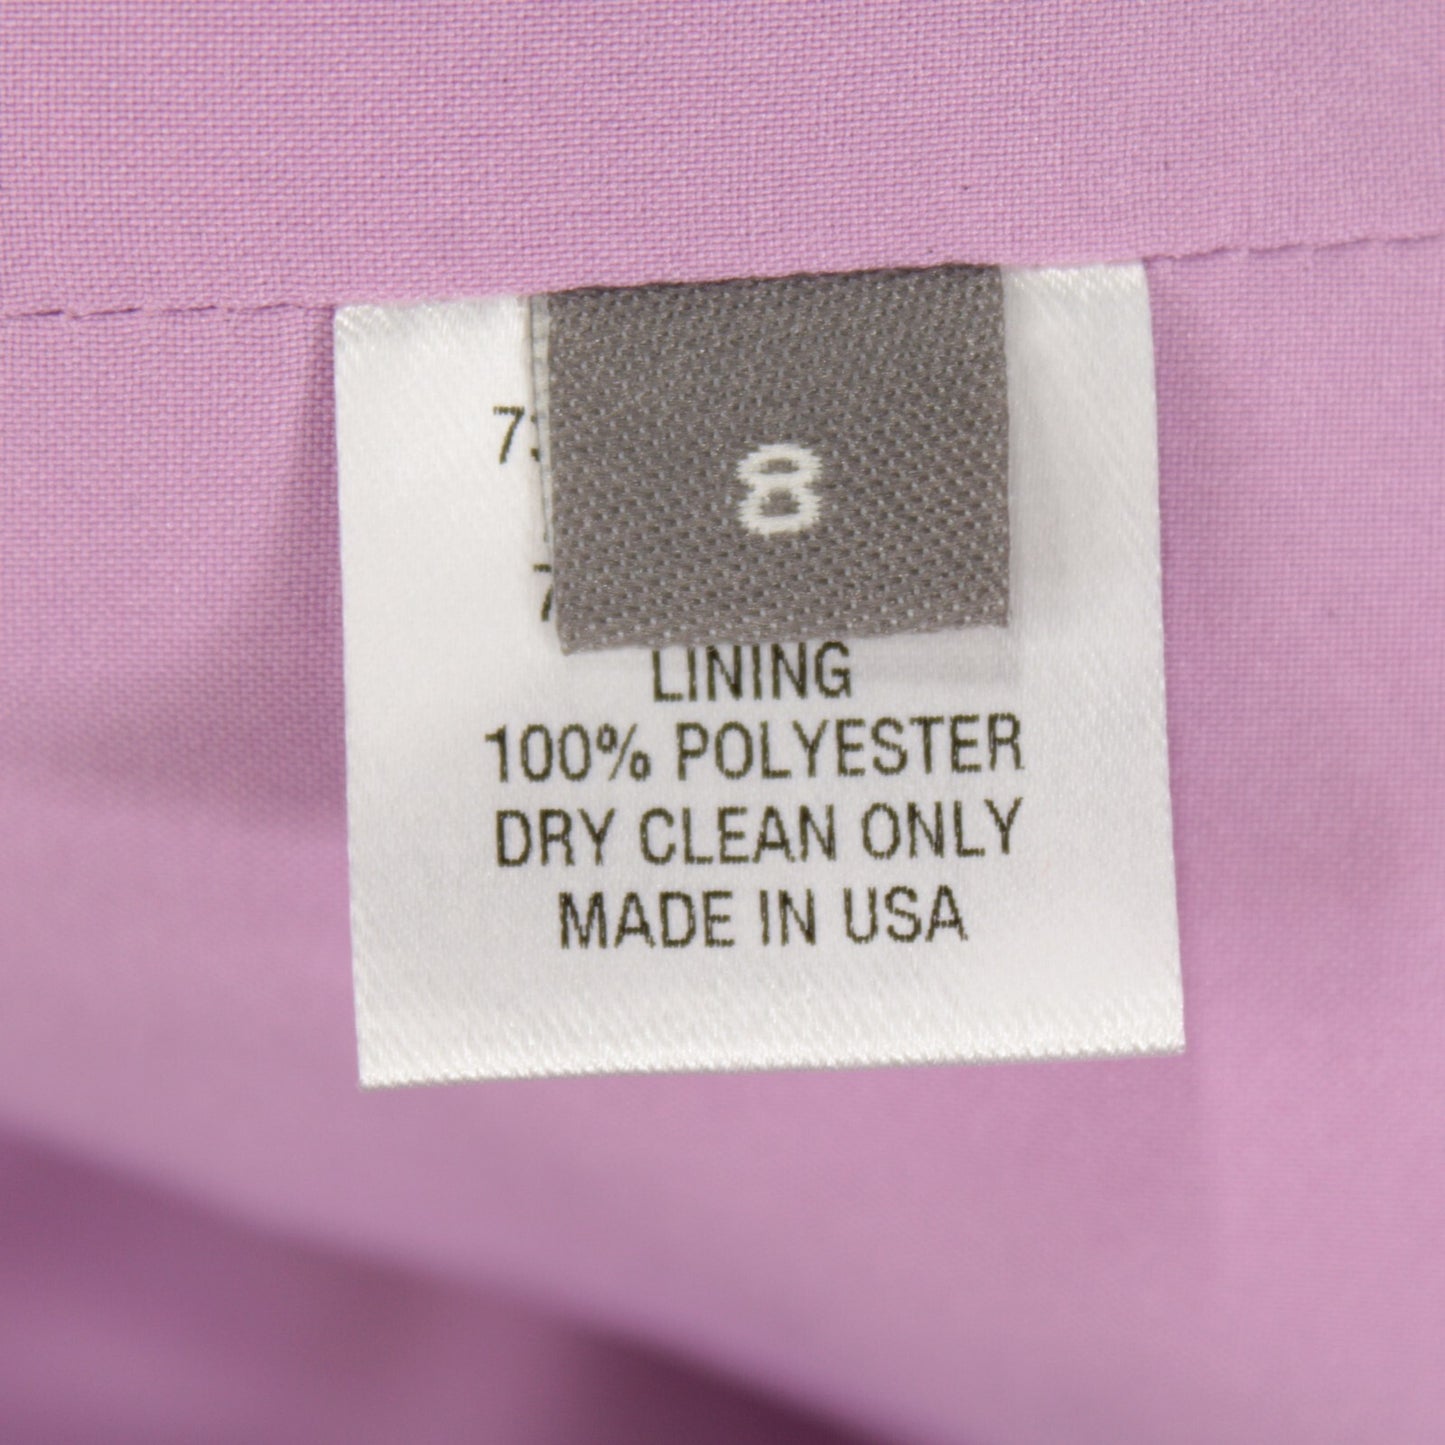 8
LINING
100% POLYESTER
DRY CLEAN ONLY
MADE IN USA